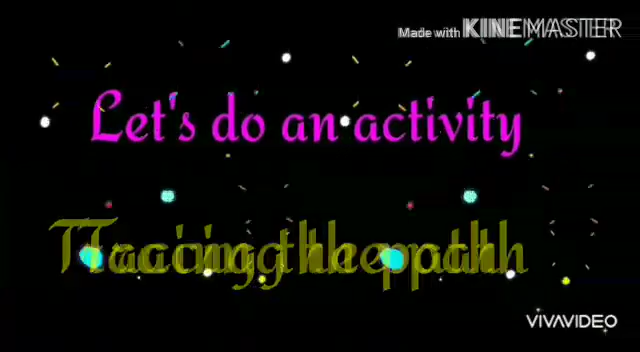 Made with KINEMASTER
Let's do an activity
Tracing the path
VIVAVIDEO